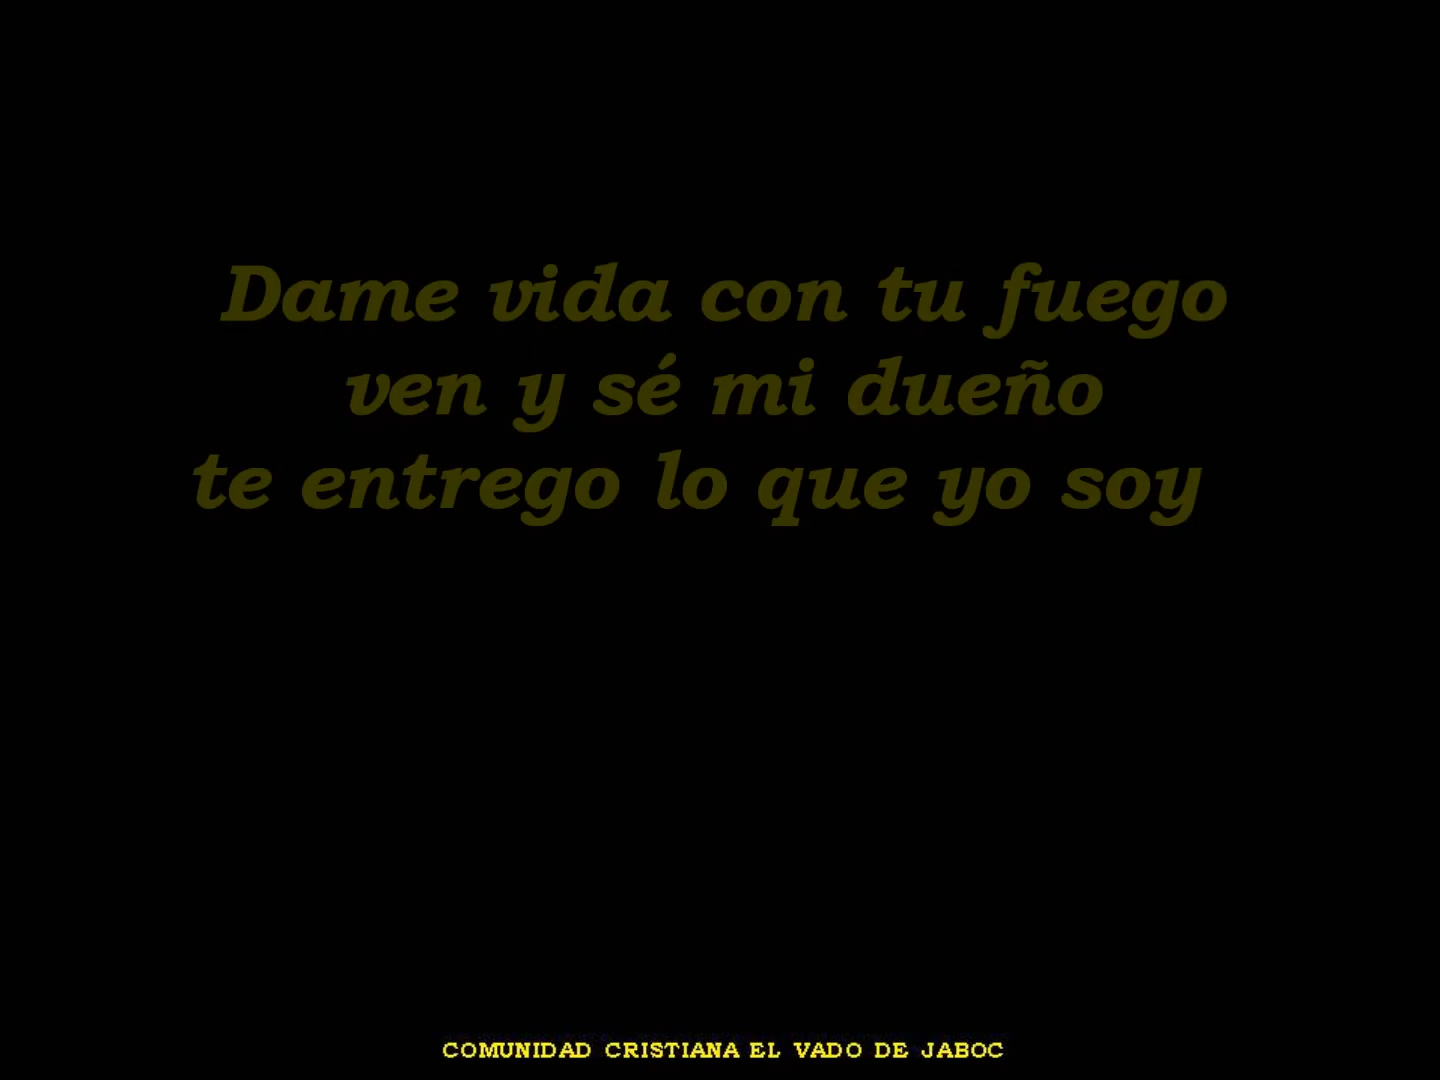 Dame vida con tu fuego
ven y sé mi dueño
te entrego lo que yo soy
COMUNIDAD CRISTIANA EL VADO DE JABOC